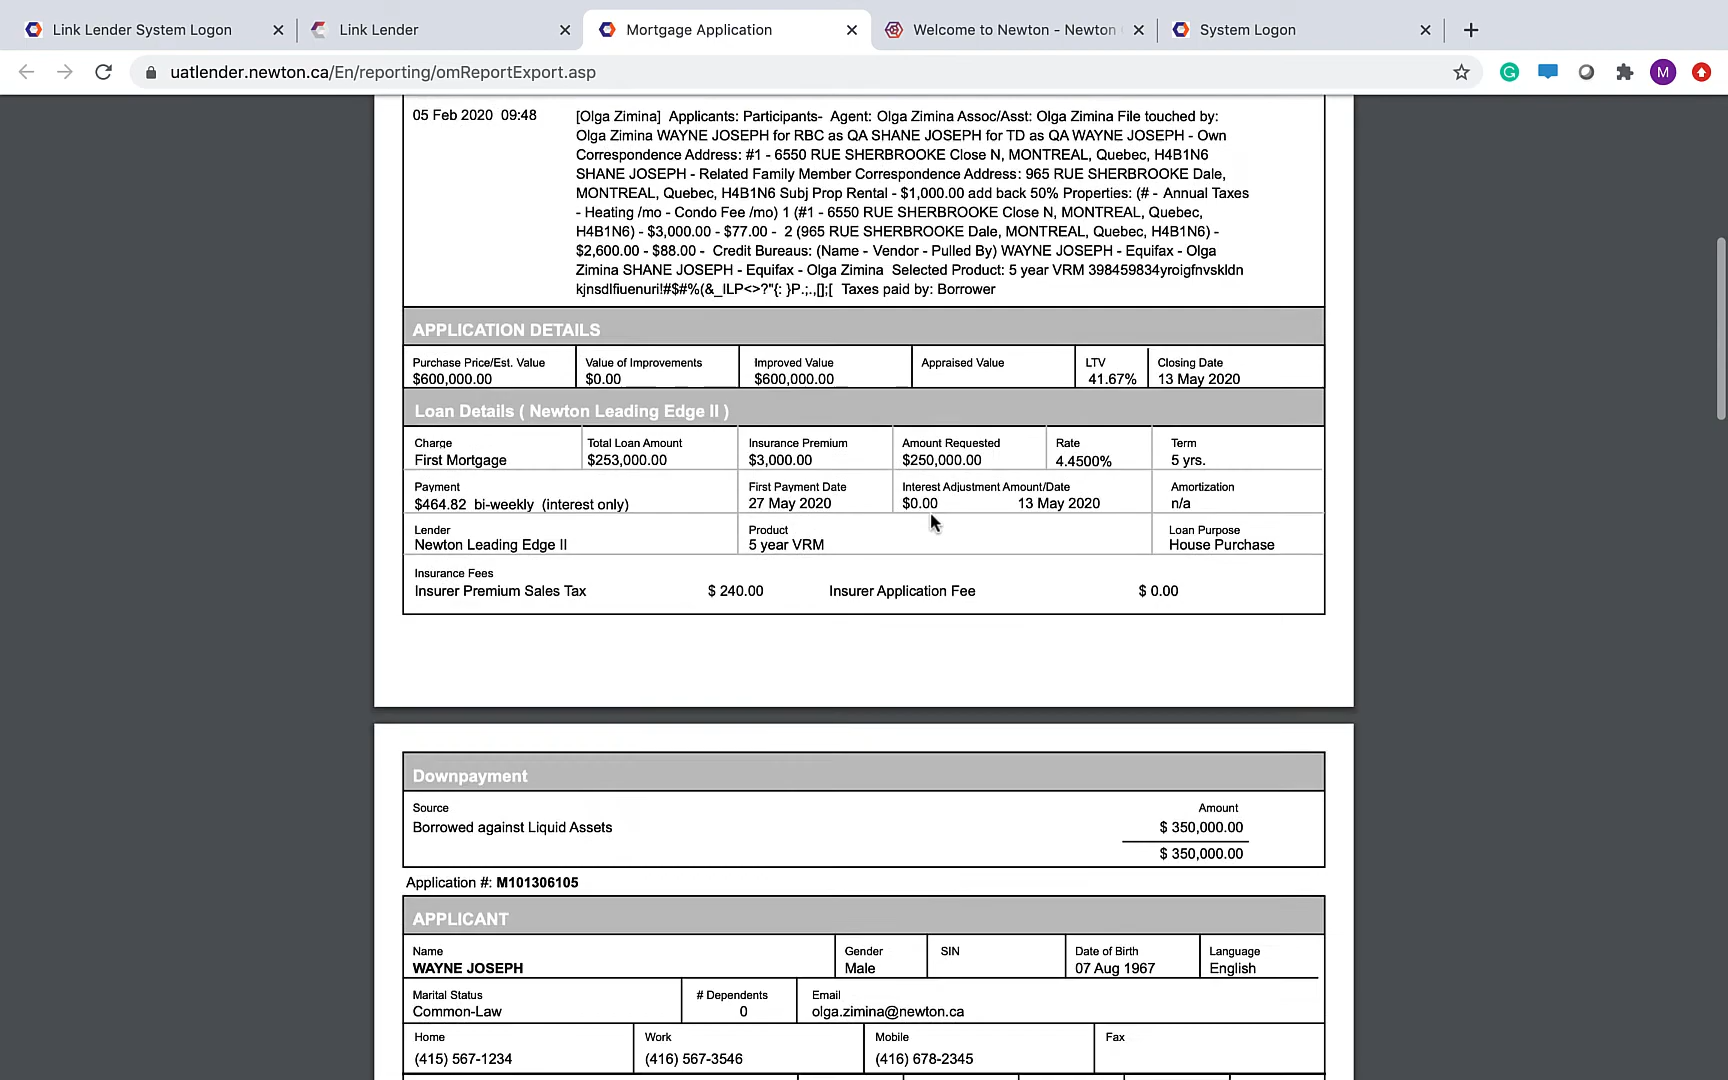 Link Lender System Logon
Link Lender
Mortgage Application
Welcome to Newton - Newton
System Logon
uatlender.newton.ca/En/reporting/omReportExport.asp
M
05 Feb 2020 09:48
[Olga Zimina] Applicants: Participants- Agent: Olga Zimina Assoc/Asst: Olga Zimina File touched by:
Olga Zimina WAYNE JOSEPH for RBC as QA SHANE JOSEPH for TD as QA WAYNE JOSEPH - Own
Correspondence Address: #1 - 6550 RUE SHERBROOKE Close N, MONTREAL, Quebec, H4B1N6
SHANE JOSEPH - Related Family Member Correspondence Address: 965 RUE SHERBROOKE Dale,
MONTREAL, Quebec, H4B1N6 Subj Prop Rental - $1,000.00 add back 50% Properties: (# - Annual Taxes
- Heating /mo - Condo Fee /mo) 1 (#1 - 6550 RUE SHERBROOKE Close N, MONTREAL, Quebec,
H4B1N6) - $3,000.00 - $77.00 - 2 (965 RUE SHERBROOKE Dale, MONTREAL, Quebec, H4B1N6) -
$2,600.00 - $88.00 - Credit Bureaus: (Name - Vendor - Pulled By) WAYNE JOSEPH - Equifax - Olga
Zimina SHANE JOSEPH - Equifax - Olga Zimina Selected Product: 5 year VRM 398459834yroigfnvskldn
kjnsdlfiuenuri!#$#%(&_ILP<>?"{: }P.;.,[];[ Taxes paid by: Borrower
APPLICATION DETAILS
Purchase Price/Est. Value Value of Improvements Improved Value Appraised Value LTV Closing Date
$600,000.00 $0.00 $600,000.00 41.67% 13 May 2020
Loan Details ( Newton Leading Edge II )
Charge Total Loan Amount Insurance Premium Amount Requested Rate Term
First Mortgage $253,000.00 $3,000.00 $250,000.00 4.4500% 5 yrs.
Payment First Payment Date Interest Adjustment Amount/Date Amortization
$464.82 bi-weekly (interest only) 27 May 2020 $0.00 13 May 2020 n/a
Lender Product Loan Purpose
Newton Leading Edge II 5 year VRM House Purchase
Insurance Fees
Insurer Premium Sales Tax $ 240.00 Insurer Application Fee $ 0.00
Downpayment
Source Amount
Borrowed against Liquid Assets $ 350,000.00
$ 350,000.00
Application #: M101306105
APPLICANT
Name Gender SIN Date of Birth Language
WAYNE JOSEPH Male 07 Aug 1967 English
Marital Status # Dependents Email
Common-Law 0 olga.zimina@newton.ca
Home Work Mobile Fax
(415) 567-1234 (416) 567-3546 (416) 678-2345